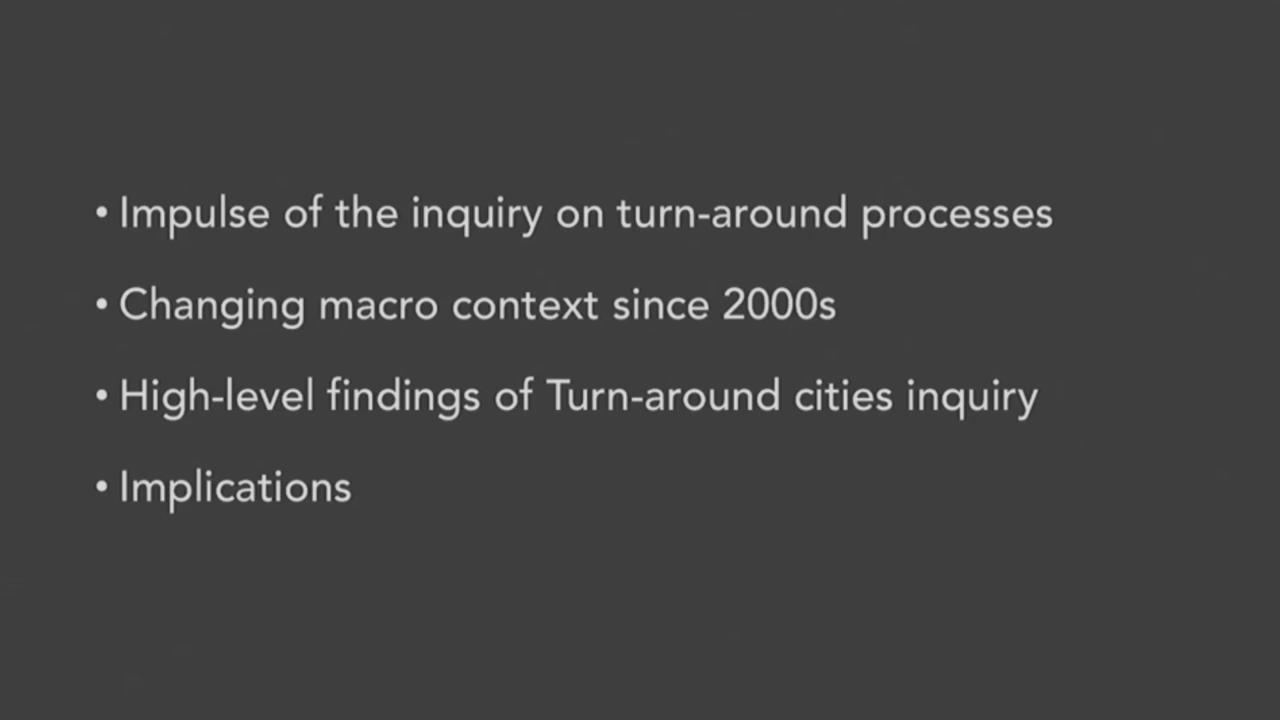 • Impulse of the inquiry on turn-around processes
• Changing macro context since 2000s
• High-level findings of Turn-around cities inquiry
• Implications